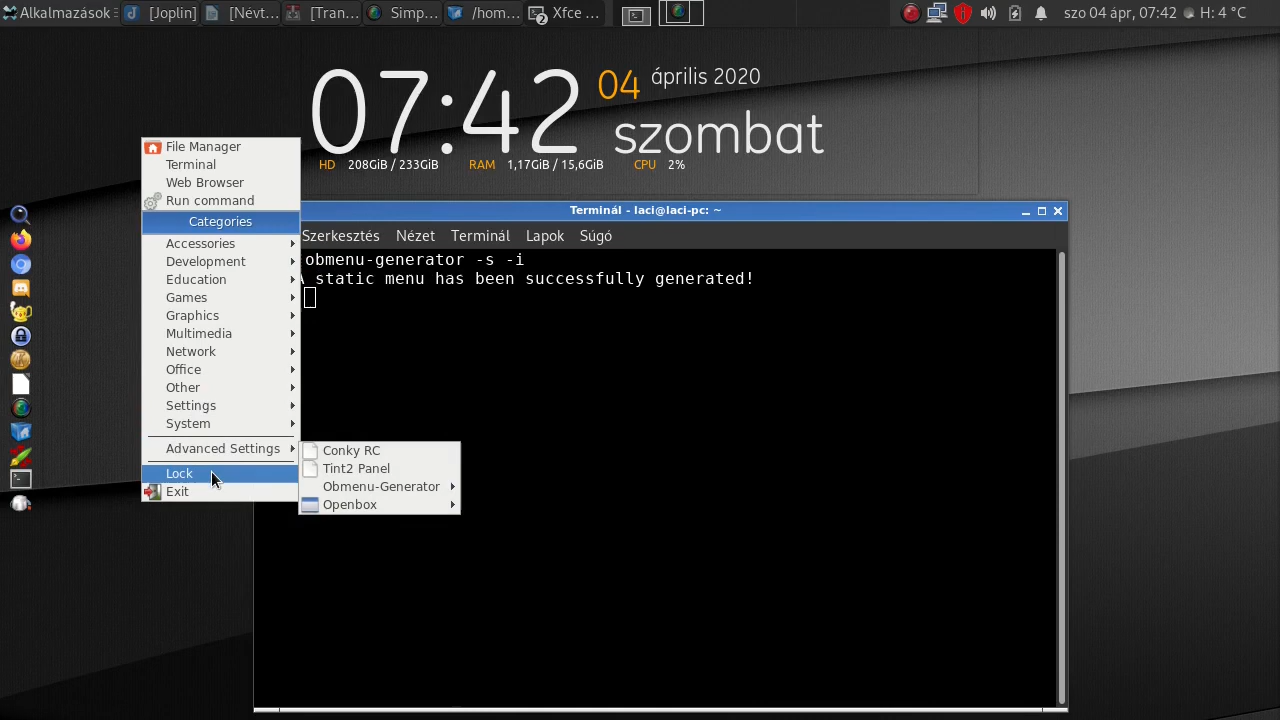 Alkalmazások [Joplin] [Névt... [Tran... Simp... /hom... Xfce ... szo 04 ápr, 07:42 H: 4 °C
07:42 04 április 2020
szombat
HD 208GiB / 233GiB RAM 1,17GiB / 15,6GiB CPU 2%
File Manager
Terminal
Web Browser
Run command
Categories
Accessories
Development
Education
Games
Graphics
Multimedia
Network
Office
Other
Settings
System
Advanced Settings
Lock
Exit
Conky RC
Tint2 Panel
Obmenu-Generator
Openbox
Terminál - laci@laci-pc: ~
Szerkesztés Nézet Terminál Lapok Súgó
obmenu-generator -s -i
static menu has been successfully generated!